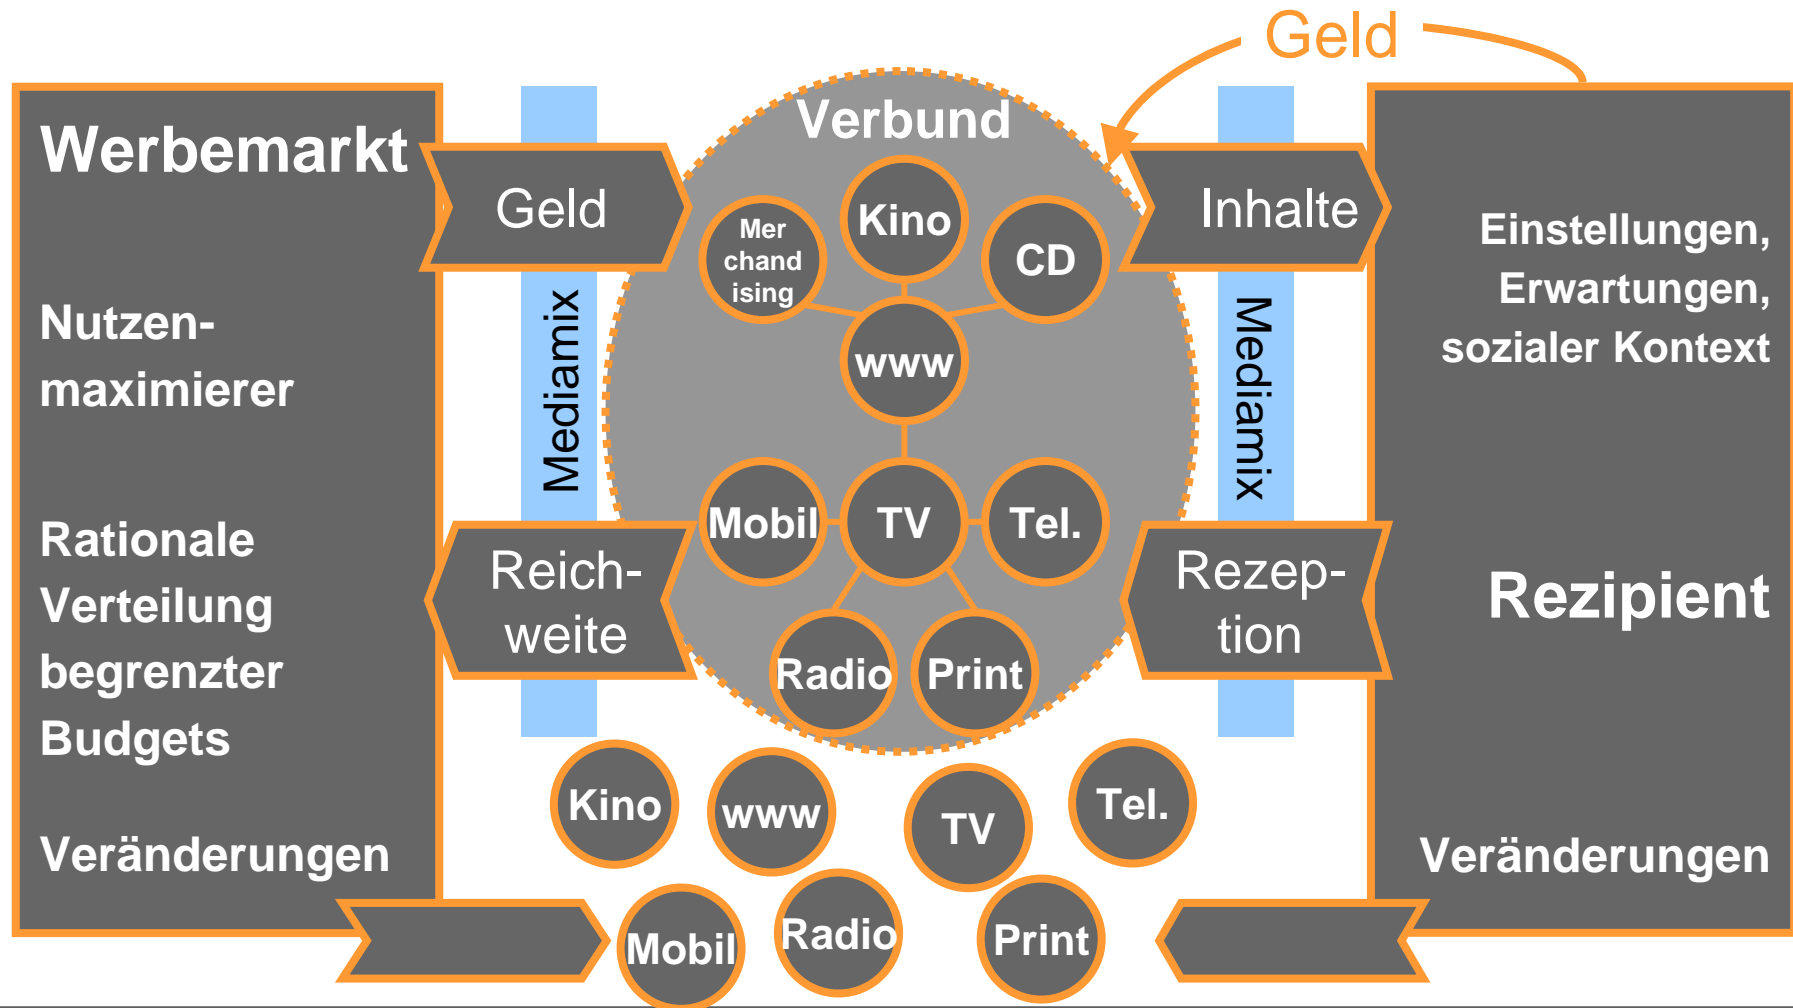 Geld
Werbemarkt
Nutzen-
maximierer
Rationale
Verteilung
begrenzter
Budgets
Veränderungen
Geld
Mediamix
Reich-
weite
Verbund
Mer
chand
ising
Kino
CD
www
Mobil
TV
Tel.
Radio
Print
Inhalte
Mediamix
Rezep-
tion
Einstellungen,
Erwartungen,
sozialer Kontext
Rezipient
Veränderungen
Kino
www
TV
Tel.
Mobil
Radio
Print